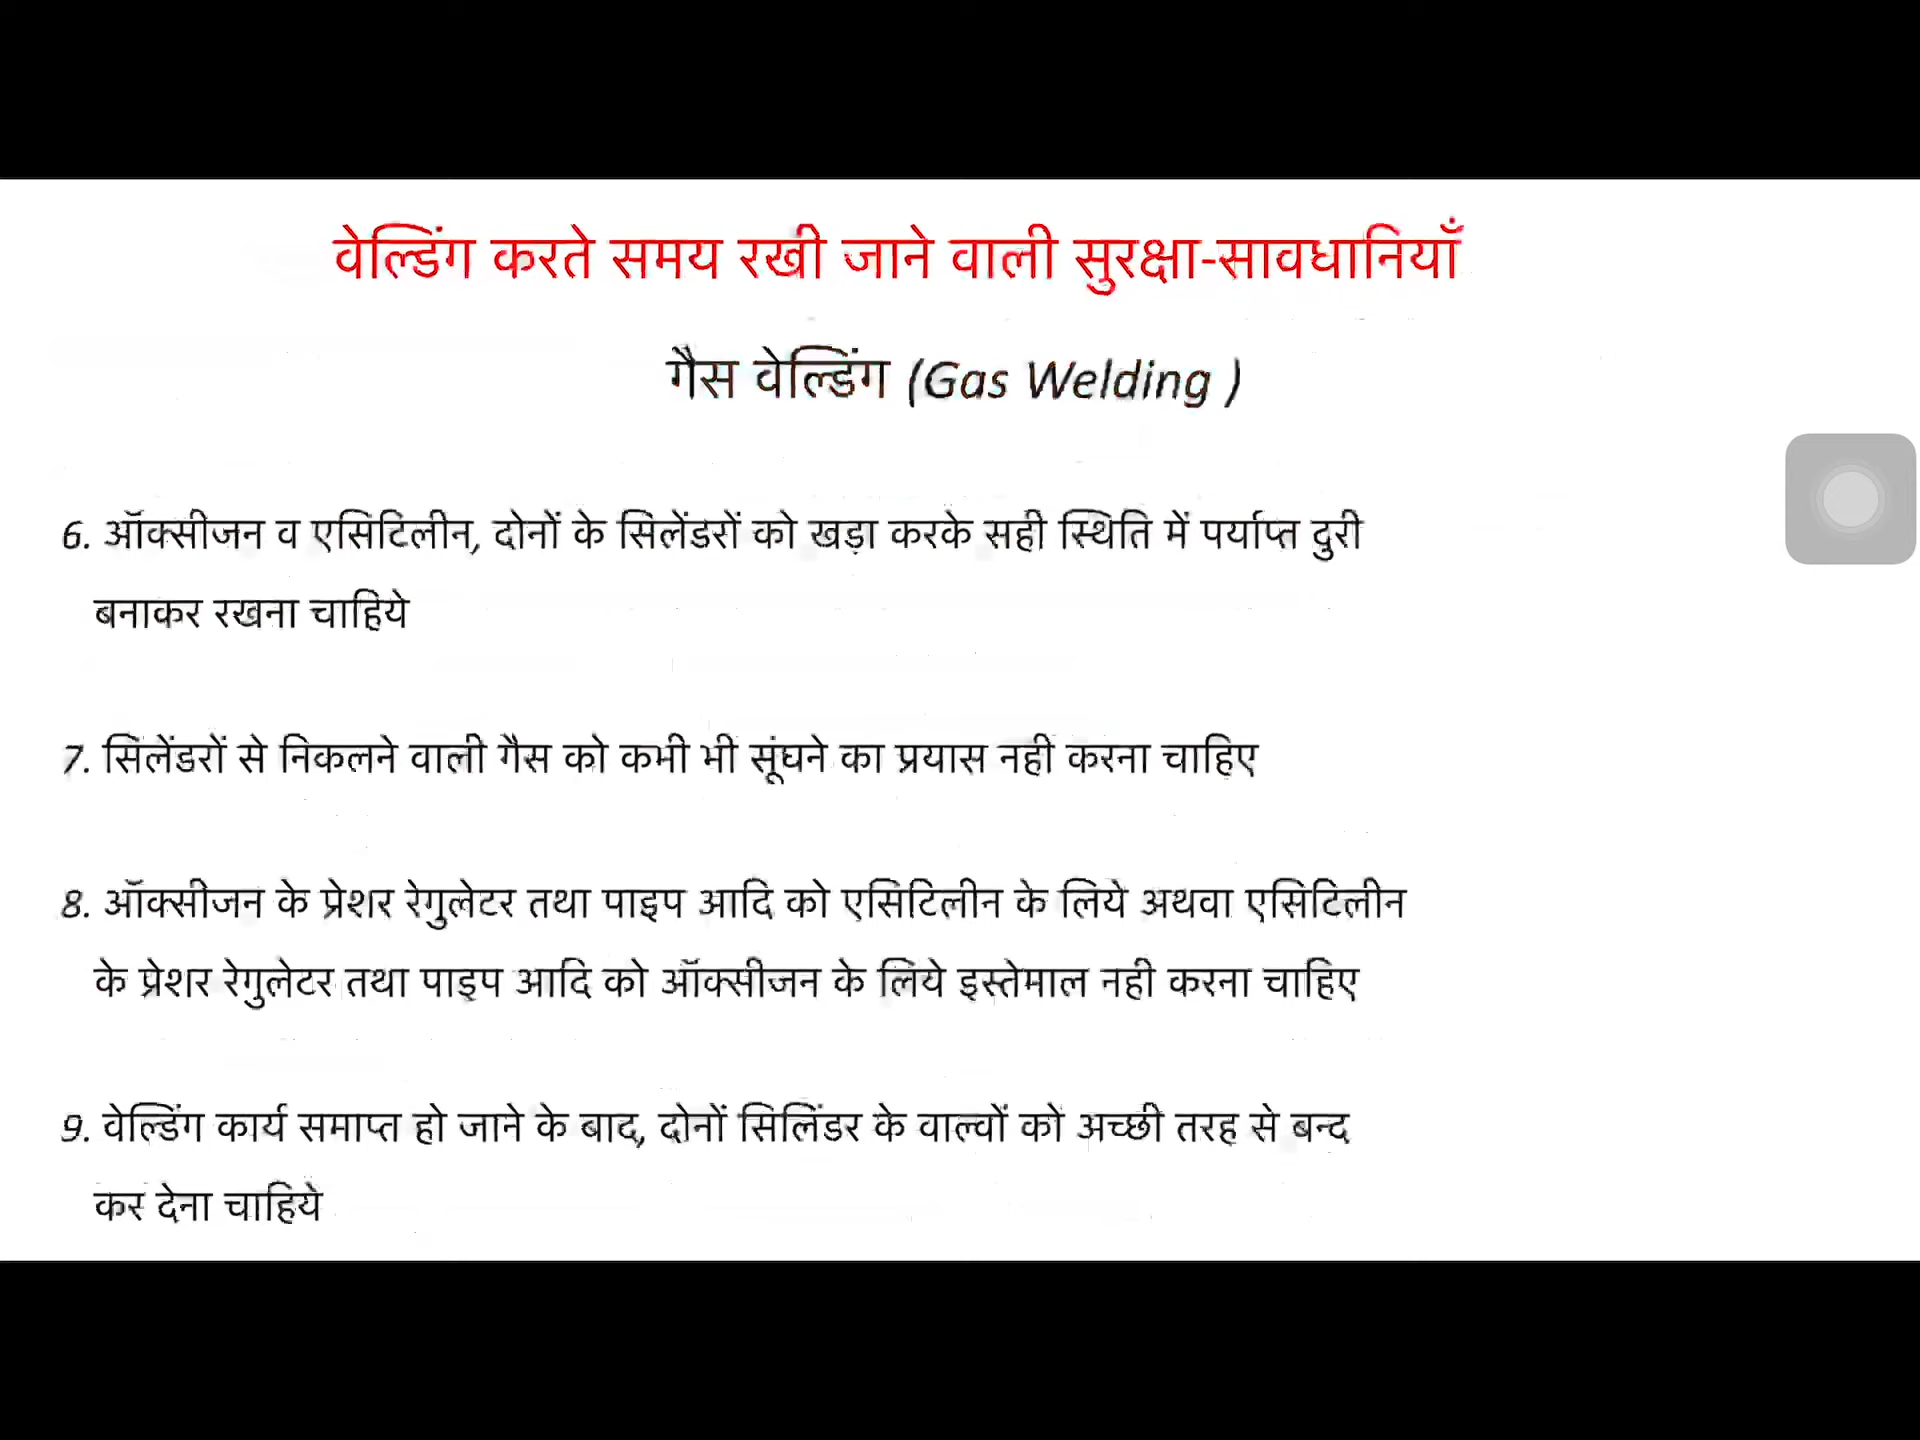 वेल्डिंग करते समय रखी जाने वाली सुरक्षा-सावधानियाँ
गैस वेल्डिंग (Gas Welding )
6. ऑक्सीजन व एसिटिलीन, दोनों के सिलेंडरों को खड़ा करके सही स्थिति में पर्याप्त दुरी
बनाकर रखना चाहिये
7. सिलेंडरों से निकलने वाली गैस को कभी भी सूंघने का प्रयास नही करना चाहिए
8. ऑक्सीजन के प्रेशर रेगुलेटर तथा पाइप आदि को एसिटिलीन के लिये अथवा एसिटिलीन
के प्रेशर रेगुलेटर तथा पाइप आदि को ऑक्सीजन के लिये इस्तेमाल नही करना चाहिए
9. वेल्डिंग कार्य समाप्त हो जाने के बाद, दोनों सिलिंडर के वाल्वों को अच्छी तरह से बन्द
कर देना चाहिये